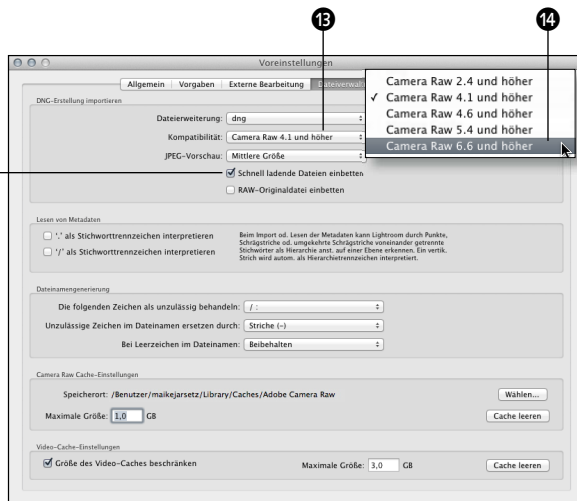 13
14
Voreinstellungen
Allgemein
Vorgaben
Externe Bearbeitung
Dateiverwal
Camera Raw 2.4 und höher
✓ Camera Raw 4.1 und höher
Camera Raw 4.6 und höher
Camera Raw 5.4 und höher
Camera Raw 6.6 und höher
DNG-Erstellung importieren
Dateierweiterung: dng
Kompatibilität: Camera Raw 4.1 und höher
JPEG-Vorschau: Mittlere Größe
Schnell ladende Dateien einbetten
RAW-Originaldatei einbetten
Lesen von Metadaten
'.' als Stichworttrennzeichen interpretieren
'/' als Stichworttrennzeichen interpretieren
Beim Import od. Lesen der Metadaten kann Lightroom durch Punkte,
Schrägstriche od. umgekehrte Schrägstriche voneinander getrennte
Stichwörter als Hierarchie anst. auf einer Ebene erkennen. Ein vertik.
Strich wird autom. als Hierarchietrennzeichen interpretiert.
Dateinamengenerierung
Die folgenden Zeichen als unzulässig behandeln: / :
Unzulässige Zeichen im Dateinamen ersetzen durch: Striche (-)
Bei Leerzeichen im Dateinamen: Beibehalten
Camera Raw Cache-Einstellungen
Speicherort: /Benutzer/maikejarsetz/Library/Caches/Adobe Camera Raw
Wählen...
Maximale Größe: 1,0 GB
Cache leeren
Video-Cache-Einstellungen
Größe des Video-Caches beschränken
Maximale Größe: 3,0 GB
Cache leeren